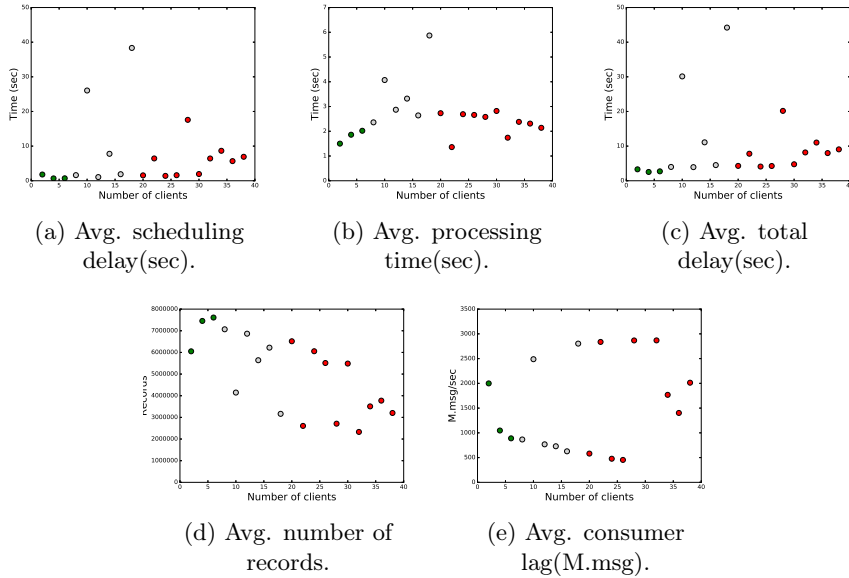 50
40
30
20
10
0
Time (sec)
0 5 10 15 20 25 30 35 40
Number of clients
(a) Avg. scheduling
delay(sec).
7
6
5
4
3
2
1
0
Time (sec)
0 5 10 15 20 25 30 35 40
Number of clients
(b) Avg. processing
time(sec).
50
40
30
20
10
0
Time (sec)
0 5 10 15 20 25 30 35 40
Number of clients
(c) Avg. total
delay(sec).
8000000
7000000
6000000
5000000
4000000
3000000
2000000
1000000
0
Records
0 5 10 15 20 25 30 35 40
Number of clients
(d) Avg. number of
records.
3500
3000
2500
2000
1500
1000
500
0
M.msg/sec
0 5 10 15 20 25 30 35 40
Number of clients
(e) Avg. consumer
lag(M.msg).